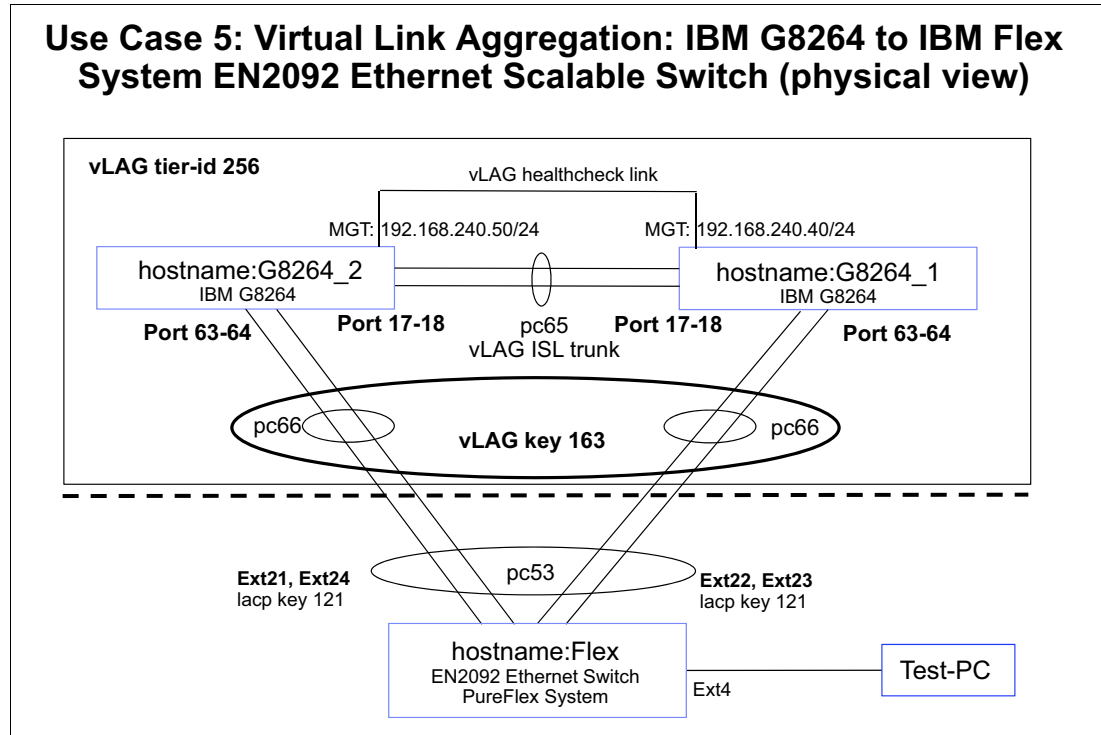 Use Case 5: Virtual Link Aggregation: IBM G8264 to IBM Flex
System EN2092 Ethernet Scalable Switch (physical view)
vLAG tier-id 256
vLAG healthcheck link
MGT: 192.168.240.50/24
MGT: 192.168.240.40/24
hostname:G8264_2
IBM G8264
hostname:G8264_1
IBM G8264
Port 63-64
Port 17-18
pc65
vLAG ISL trunk
Port 17-18
Port 63-64
pc66
vLAG key 163
pc66
Ext21, Ext24
lacp key 121
pc53
Ext22, Ext23
lacp key 121
hostname:Flex
EN2092 Ethernet Switch
PureFlex System
Ext4
Test-PC